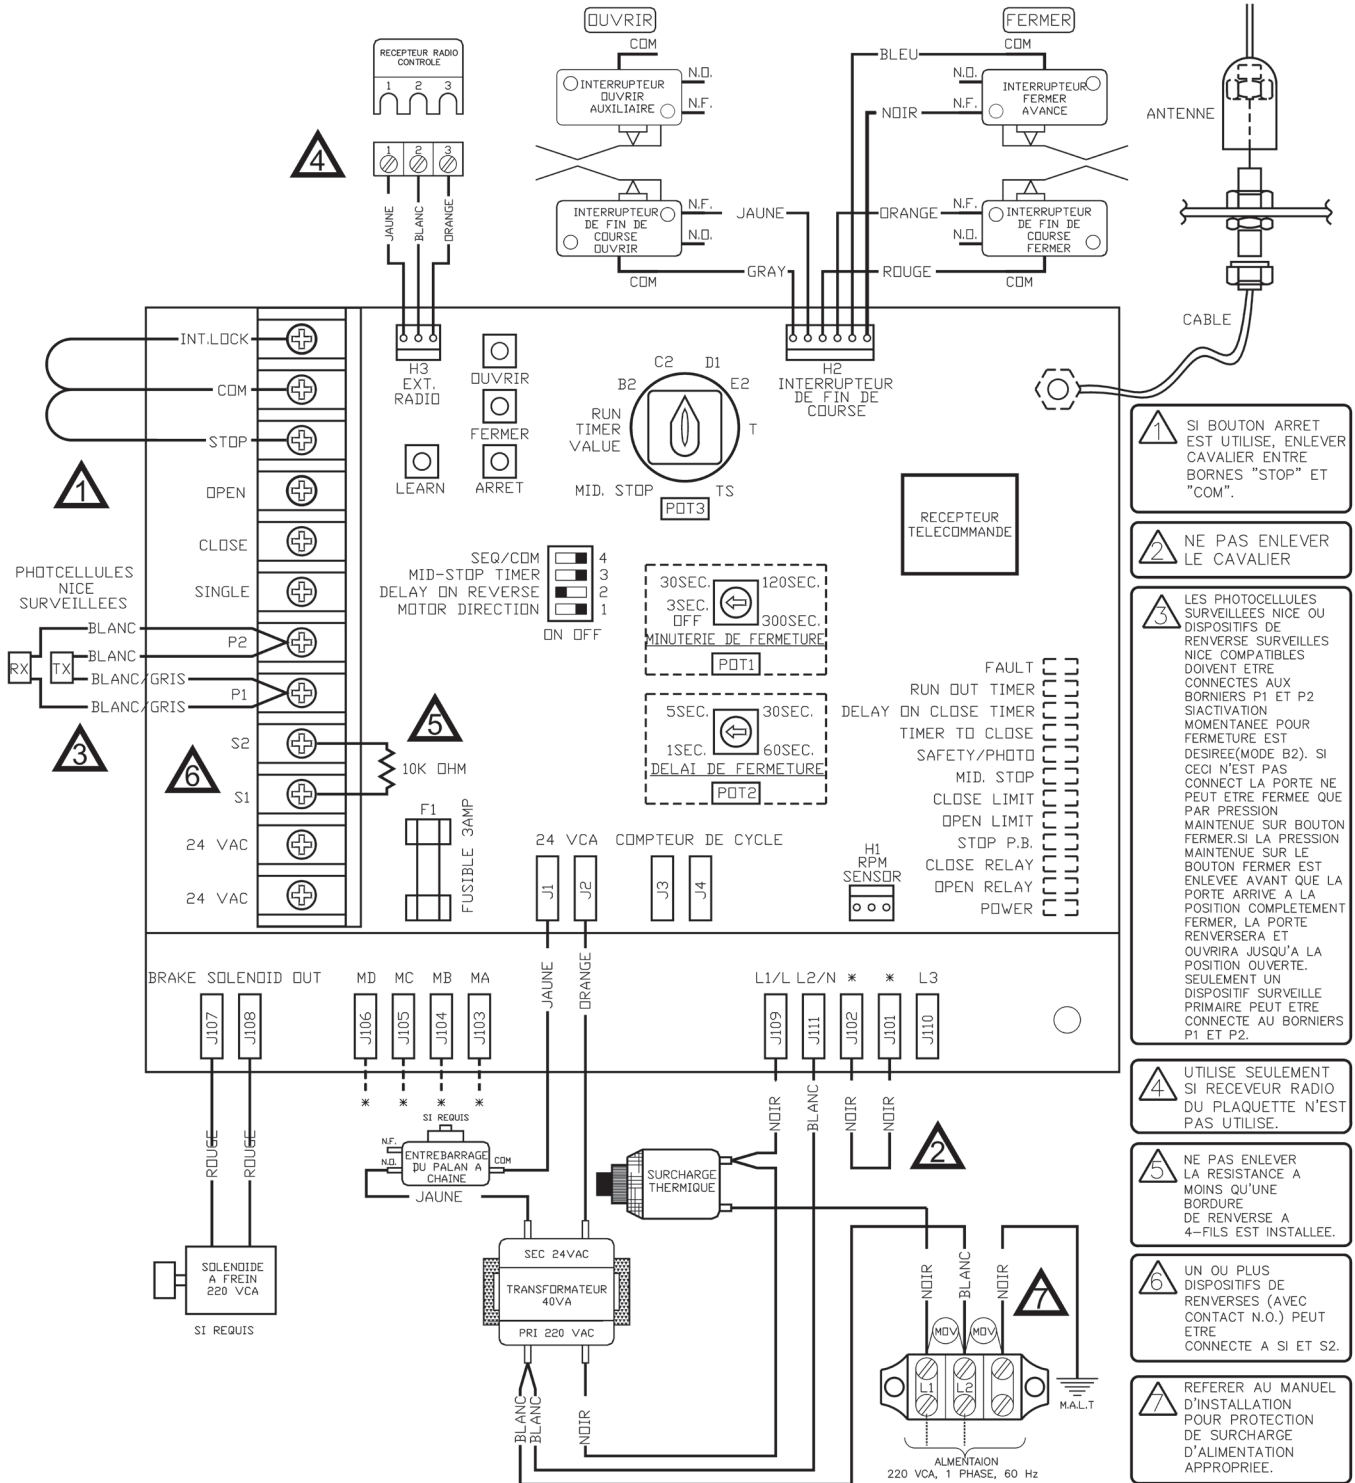 OUVRIR
FERMER
COM
COM
RECEPTEUR RADIO
CONTROLE
1 2 3
INTERRUPTEUR
OUVRIR
AUXILIAIRE
N.O.
N.F.
BLEU
NOIR
N.O.
N.F.
INTERRUPTEUR
FERMER
AVANCE
ANTENNE
4
1 2 3
JAUNE
BLANC
ORANGE
INTERRUPTEUR
DE FIN DE
COURSE
OUVRIR
N.F.
N.O.
JAUNE
GRAY
COM
ORANGE
ROUGE
N.F.
N.O.
INTERRUPTEUR
DE FIN DE
COURSE
FERMER
COM
CABLE
INT.LOCK
COM
STOP
OPEN
CLOSE
SINGLE
P2
P1
S2
S1
24 VAC
24 VAC
1
PHOTCELLULES
NICE
SURVEILLEES
BLANC
BLANC
BLANC/GRIS
BLANC/GRIS
RX
TX
3
6
5
10K OHM
H3
EXT.
RADIO
OUVRIR
FERMER
LEARN
ARRET
C2
D1
B2
E2
RUN
TIMER
VALUE
T
MID. STOP
TS
POT3
H2
INTERRUPTEUR
DE FIN DE
COURSE
RECEPTEUR
TELECOMMANDE
SEQ/COM 4
MID-STOP TIMER 3
DELAY ON REVERSE 2
MOTOR DIRECTION 1
ON OFF
30SEC. 120SEC.
3SEC.
OFF
300SEC.
MINUTERIE DE FERMETURE
POT1
5SEC. 30SEC.
1SEC. 60SEC.
DELAI DE FERMETURE
POT2
FAULT
RUN OUT TIMER
DELAY ON CLOSE TIMER
TIMER TO CLOSE
SAFETY/PHOTO
MID. STOP
CLOSE LIMIT
OPEN LIMIT
STOP P.B.
CLOSE RELAY
OPEN RELAY
POWER
F1
FUSIBLE 3AMP
24 VCA
J1
J2
COMPTEUR DE CYCLE
J3
J4
H1
RPM
SENSOR
BRAKE SOLENOID OUT
J107
J108
MD MC MB MA
J106
J105
J104
J103
* * * *
JAUNE
ORANGE
L1/L L2/N * * L3
J109
J111
J102
J101
J110
NOIR
BLANC
NOIR
NOIR
2
ROUGE
ROUGE
SOLENOIDE
A FREIN
220 VCA
SI REQUIS
SI REQUIS
N.F.
N.O.
ENTREBARRAGE
DU PALAN A
CHAINE
COM
JAUNE
SURCHARGE
THERMIQUE
SEC 24VAC
TRANSFORMATEUR
40VA
PRI 220 VAC
BLANC
BLANC
NOIR
NOIR
BLANC
NOIR
7
MOV
MOV
L1
L2
M.A.L.T
ALMENTAION
220 VCA, 1 PHASE, 60 Hz
1
SI BOUTON ARRET
EST UTILISE, ENLEVER
CAVALIER ENTRE
BORNES "STOP" ET
"COM".
2
NE PAS ENLEVER
LE CAVALIER
3
LES PHOTOCELLULES
SURVEILLEES NICE OU
DISPOSITIFS DE
RENVERSE SURVEILLES
NICE COMPATIBLES
DOIVENT ETRE
CONNECTES AUX
BORNIERS P1 ET P2
SIACTIVATION
MOMENTANEE POUR
FERMETURE EST
DESIREE(MODE B2). SI
CECI N'EST PAS
CONNECT LA PORTE NE
PEUT ETRE FERMEE QUE
PAR PRESSION
MAINTENUE SUR BOUTON
FERMER.SI LA PRESSION
MAINTENUE SUR LE
BOUTON FERMER EST
ENLEVEE AVANT QUE LA
PORTE ARRIVE A LA
POSITION COMPLETEMENT
FERMER, LA PORTE
RENVERSERA ET
OUVRIRA JUSQU'A LA
POSITION OUVERTE.
SEULEMENT UN
DISPOSITIF SURVEILLE
PRIMAIRE PEUT ETRE
CONNECTE AU BORNIERS
P1 ET P2.
4
UTILISE SEULEMENT
SI RECEVEUR RADIO
DU PLAQUETTE N'EST
PAS UTILISE.
5
NE PAS ENLEVER
LA RESISTANCE A
MOINS QU'UNE
BORDURE
DE RENVERSE A
4-FILS EST INSTALLEE.
6
UN OU PLUS
DISPOSITIFS DE
RENVERSES (AVEC
CONTACT N.O.) PEUT
ETRE
CONNECTE A SI ET S2.
7
REFERER AU MANUEL
D'INSTALLATION
POUR PROTECTION
DE SURCHARGE
D'ALIMENTATION
APPROPRIEE.